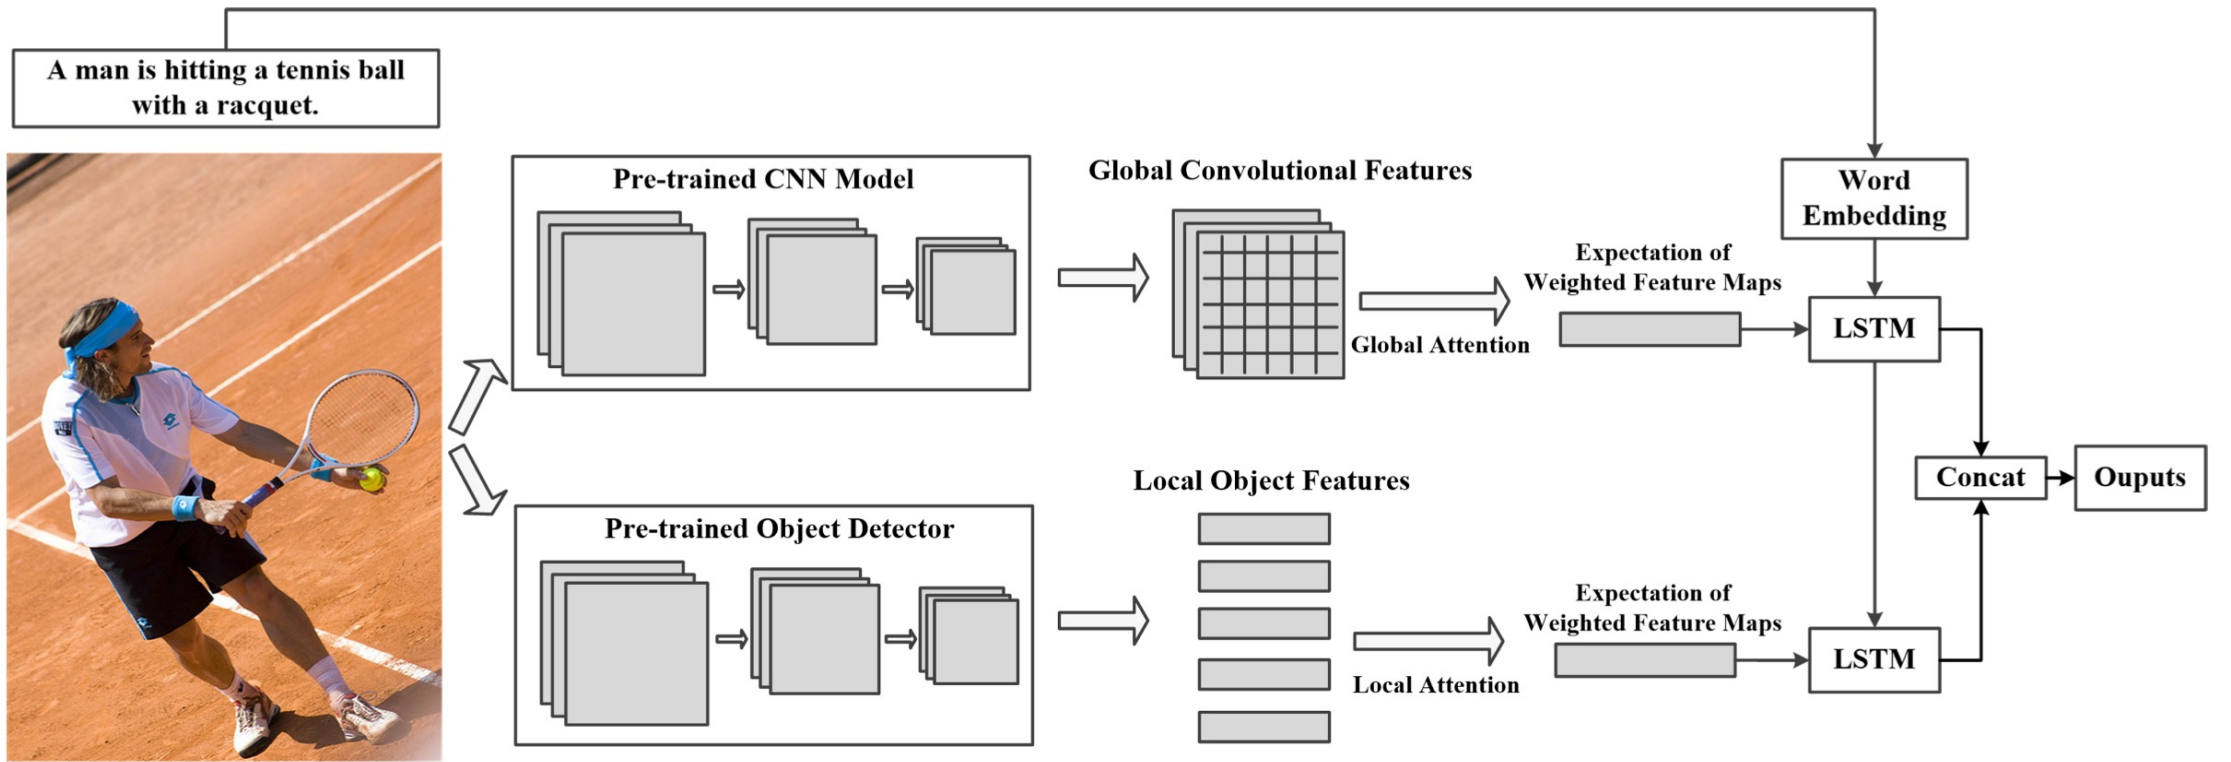 A man is hitting a tennis ball
with a racquet.
Pre-trained CNN Model
Global Convolutional Features
Global Attention
Expectation of
Weighted Feature Maps
Word
Embedding
LSTM
Pre-trained Object Detector
Local Object Features
Local Attention
Expectation of
Weighted Feature Maps
LSTM
Concat
Ouputs